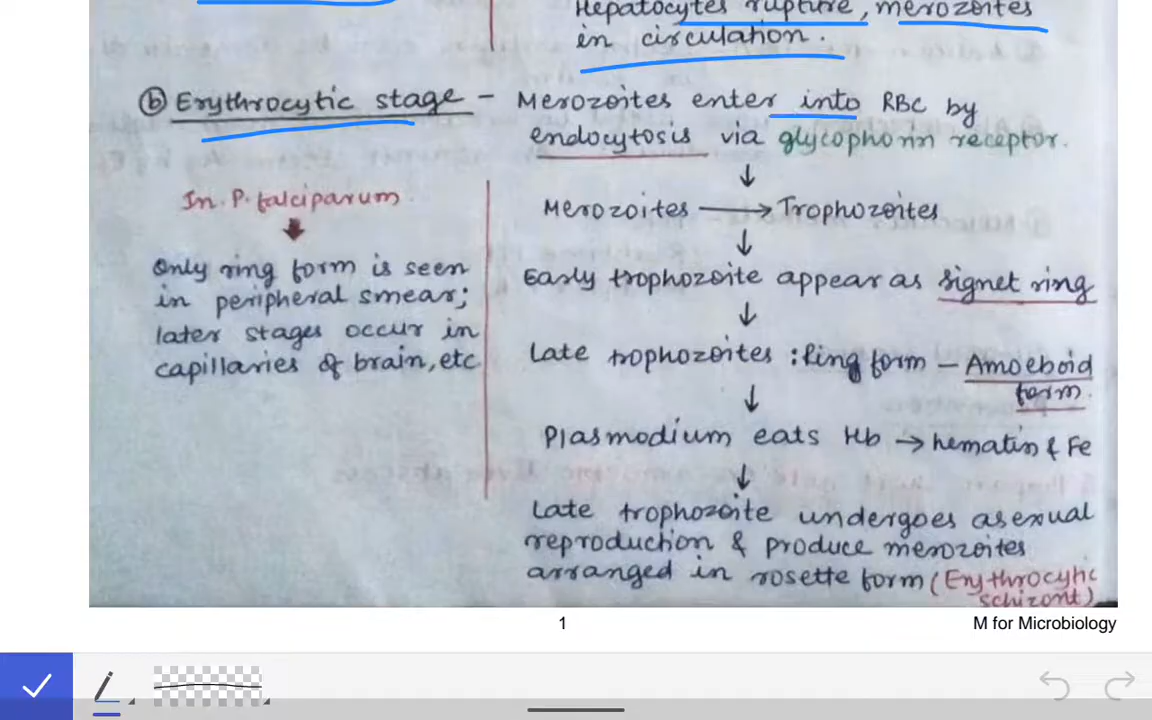 Hepatocytes rupture, merozoites
in circulation.
(b) Erythrocytic stage - Merozoites enter into RBC by
endocytosis via glycophorin receptor.
↓
Merozoites → Trophozoites
↓
Early trophozoite appear as signet ring
↓
Late trophozoites : Ring form - Amoeboid
form.
↓
Plasmodium eats Hb → hematin & Fe
↓
Late trophozoite undergoes asexual
reproduction & produce merozoites
arranged in rosette form (Erythrocytic
schizont)
In P. falciparum
↓
Only ring form is seen
in peripheral smear;
later stages occur in
capillaries of brain, etc
1
M for Microbiology